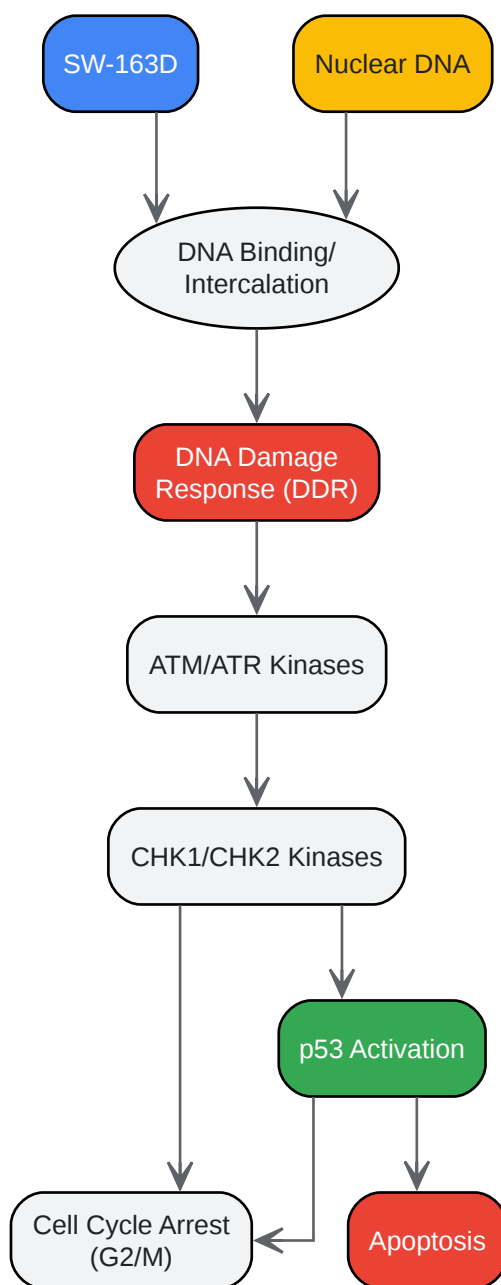 SW-163D
Nuclear DNA
DNA Binding/
Intercalation
DNA Damage
Response (DDR)
ATM/ATR Kinases
CHK1/CHK2 Kinases
p53 Activation
Cell Cycle Arrest
(G2/M)
Apoptosis